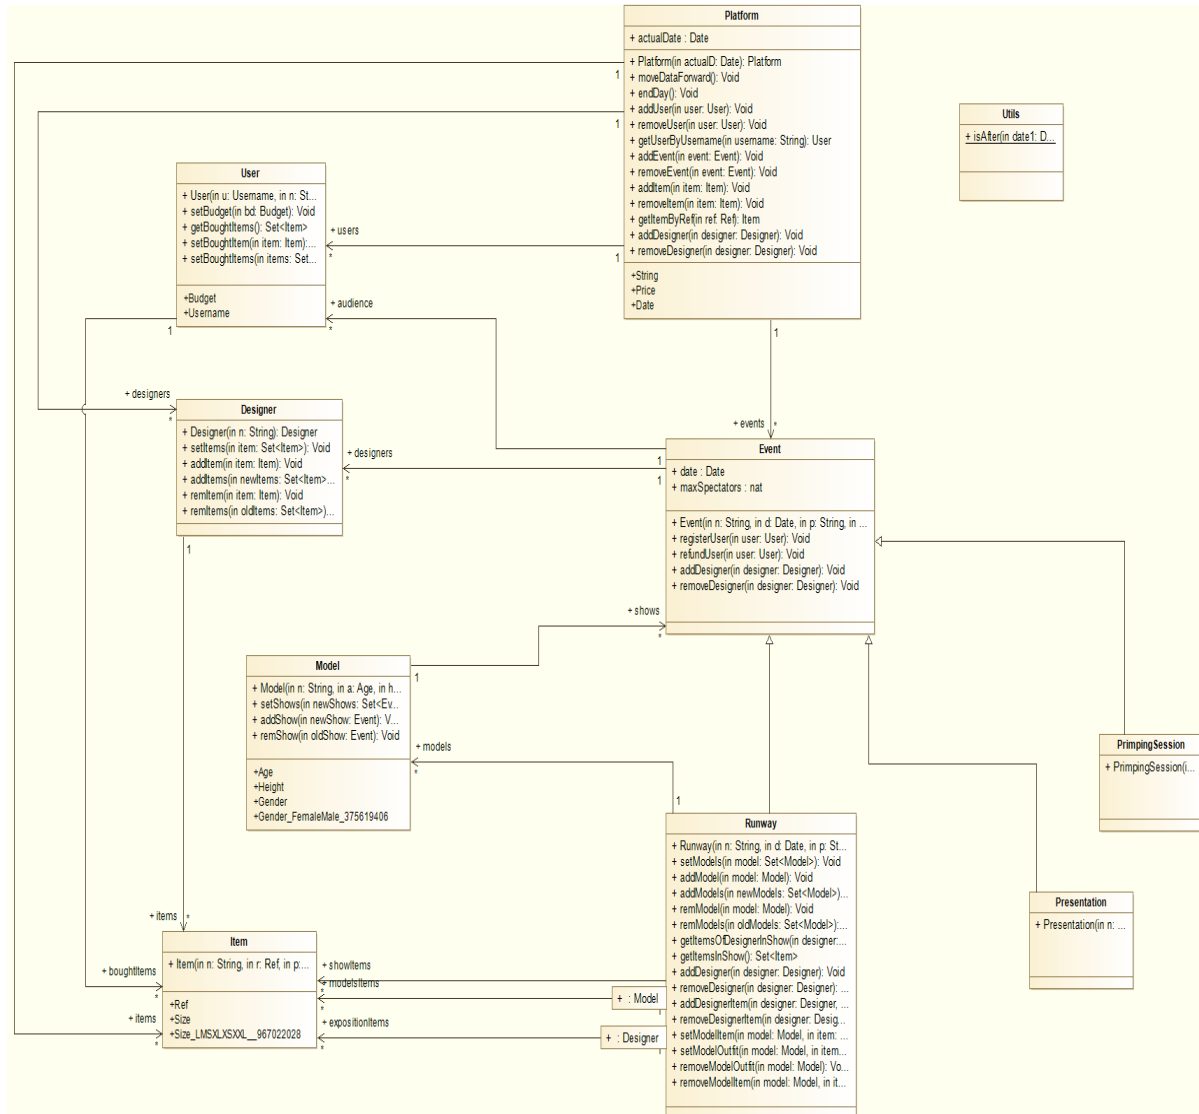 Platform
+ actualDate : Date
+ Platform(in actualD: Date): Platform
+ moveDataForward(): Void
+ endDay(): Void
+ addUser(in user: User): Void
+ removeUser(in user: User): Void
+ getUserByUsername(in username: String): User
+ addEvent(in event: Event): Void
+ removeEvent(in event: Event): Void
+ addItem(in item: Item): Void
+ removeItem(in item: Item): Void
+ getItemByRef(in ref: Ref): Item
+ addDesigner(in designer: Designer): Void
+ removeDesigner(in designer: Designer): Void
+String
+Price
+Date
1
1
1
1
Utils
+ isAfter(in date1: D...
User
+ User(in u: Username, in n: St...
+ setBudget(in bd: Budget): Void
+ getBoughtItems(): Set<Item>
+ setBoughtItem(in item: Item):...
+ setBoughtItems(in items: Set...
+Budget
+Username
+ users
*
+ audience
*
1
+ designers
*
Designer
+ Designer(in n: String): Designer
+ setItems(in item: Set<Item>): Void
+ addItem(in item: Item): Void
+ addItems(in newItems: Set<Item>...
+ remItem(in item: Item): Void
+ remItems(in oldItems: Set<Item>)...
+ designers
*
1
+ events
*
Event
+ date : Date
+ maxSpectators : nat
+ Event(in n: String, in d: Date, in p: String, in ...
+ registerUser(in user: User): Void
+ refundUser(in user: User): Void
+ addDesigner(in designer: Designer): Void
+ removeDesigner(in designer: Designer): Void
1
1
+ shows
*
Model
+ Model(in n: String, in a: Age, in h...
+ setShows(in newShows: Set<Ev...
+ addShow(in newShow: Event): V...
+ remShow(in oldShow: Event): Void
+Age
+Height
+Gender
+Gender_FemaleMale_375619406
1
+ models
*
1
PrimpingSession
+ PrimpingSession(i...
Runway
+ Runway(in n: String, in d: Date, in p: St...
+ setModels(in model: Set<Model>): Void
+ addModel(in model: Model): Void
+ addModels(in newModels: Set<Model>)...
+ remModel(in model: Model): Void
+ remModels(in oldModels: Set<Model>):...
+ getItemsOfDesignerInShow(in designer:...
+ getItemsInShow(): Set<Item>
+ addDesigner(in designer: Designer): Void
+ removeDesigner(in designer: Designer): ...
+ addDesignerItem(in designer: Designer, ...
+ removeDesignerItem(in designer: Desig...
+ setModelItem(in model: Model, in item: ...
+ setModelOutfit(in model: Model, in item...
+ removeModelOutfit(in model: Model): Vo...
+ removeModelItem(in model: Model, in it...
Presentation
+ Presentation(in n: ...
+ items
*
Item
+ Item(in n: String, in r: Ref, in p:...
+Ref
+Size
+Size_LMSXLXSXXL__967022028
+ boughtItems
*
+ items
*
+ showItems
*
+ modelsItems
*
+ : Model
+ expositionItems
*
+ : Designer